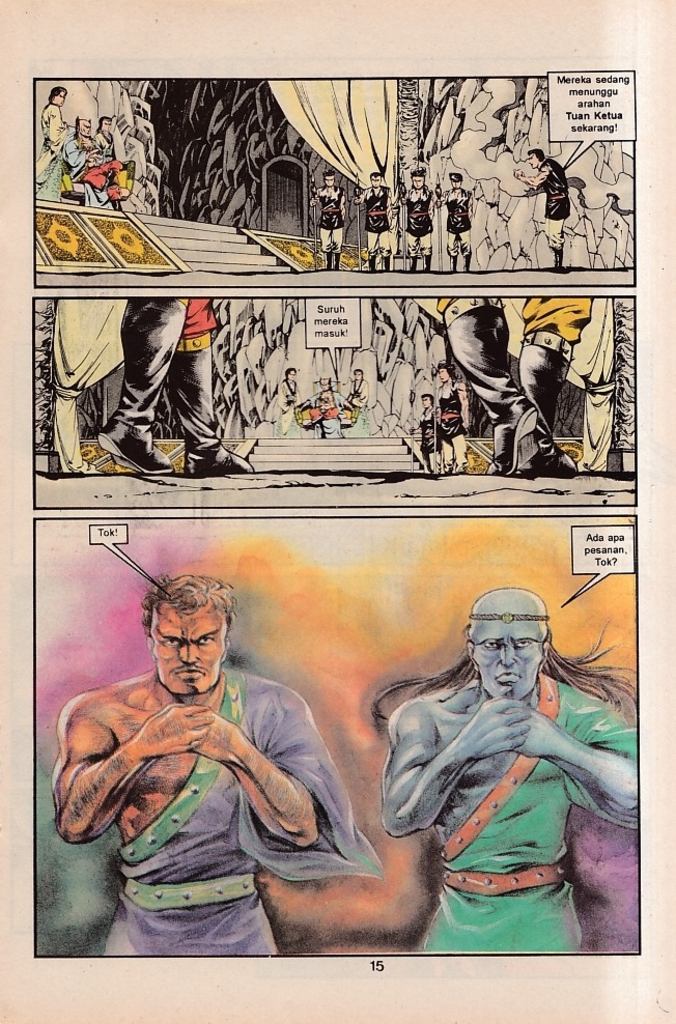 Mereka sedang
menunggu
arahan
Tuan Ketua
sekarang!
Suruh
mereka
masuk!
Tok!
Ada apa
pesanan,
Tok?
15